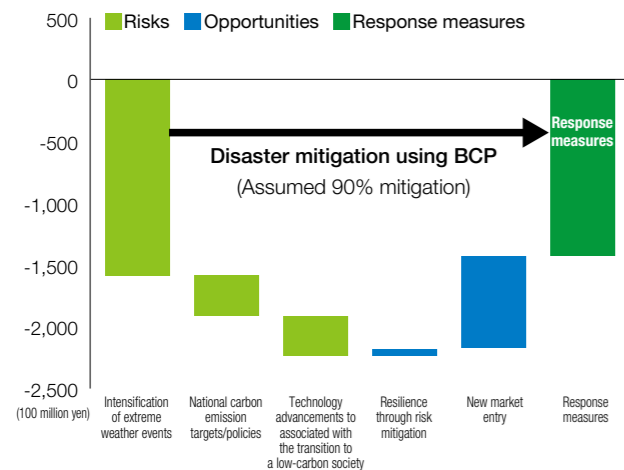 500
Risks Opportunities Response measures
0
-500
-1,000
-1,500
-2,000
-2,500
(100 million yen)
Disaster mitigation using BCP
(Assumed 90% mitigation)
Response
measures
Intensification
of extreme
weather events
National carbon
emission
targets/policies
Technology
advancements to
associated with
the transition to
a low-carbon society
Resilience
through risk
mitigation
New market
entry
Response
measures